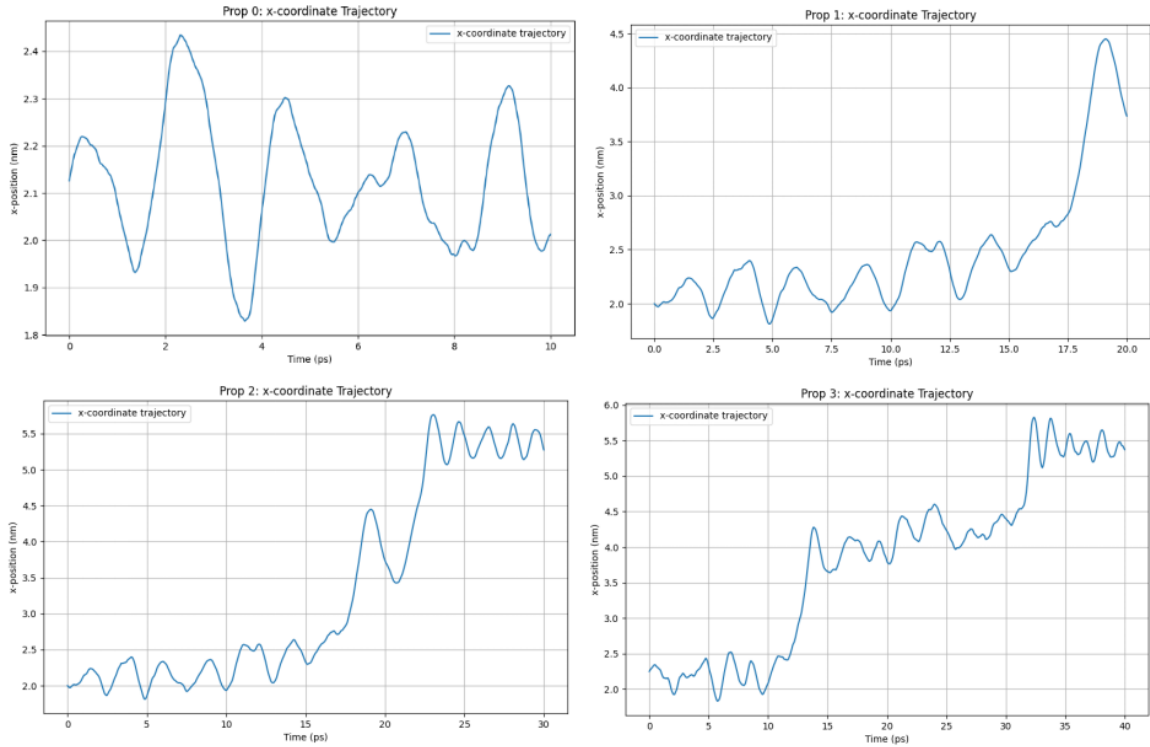 Prop 0: x-coordinate Trajectory
x-coordinate trajectory
x-position (nm)
2.4
2.3
2.2
2.1
2.0
1.9
1.8
0 2 4 6 8 10
Time (ps)
Prop 1: x-coordinate Trajectory
x-coordinate trajectory
x-position (nm)
4.5
4.0
3.5
3.0
2.5
2.0
0.0 2.5 5.0 7.5 10.0 12.5 15.0 17.5 20.0
Time (ps)
Prop 2: x-coordinate Trajectory
x-coordinate trajectory
x-position (nm)
5.5
5.0
4.5
4.0
3.5
3.0
2.5
2.0
0 5 10 15 20 25 30
Time (ps)
Prop 3: x-coordinate Trajectory
x-coordinate trajectory
x-position (nm)
6.0
5.5
5.0
4.5
4.0
3.5
3.0
2.5
2.0
0 5 10 15 20 25 30 35 40
Time (ps)